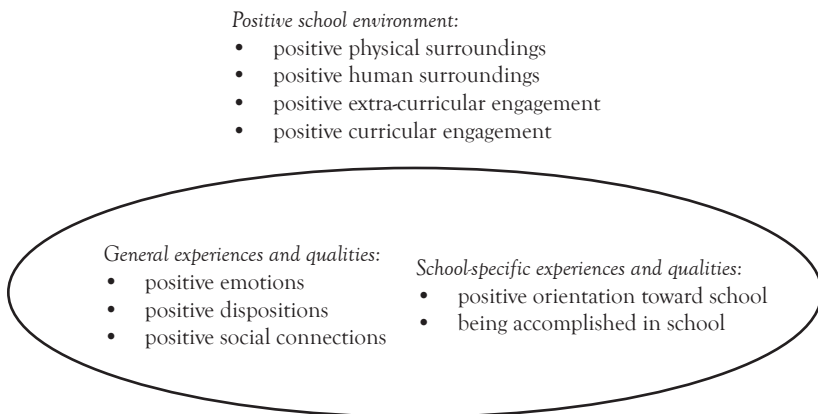 Positive school environment:
• positive physical surroundings
• positive human surroundings
• positive extra-curricular engagement
• positive curricular engagement
General experiences and qualities:
• positive emotions
• positive dispositions
• positive social connections
School-specific experiences and qualities:
• positive orientation toward school
• being accomplished in school